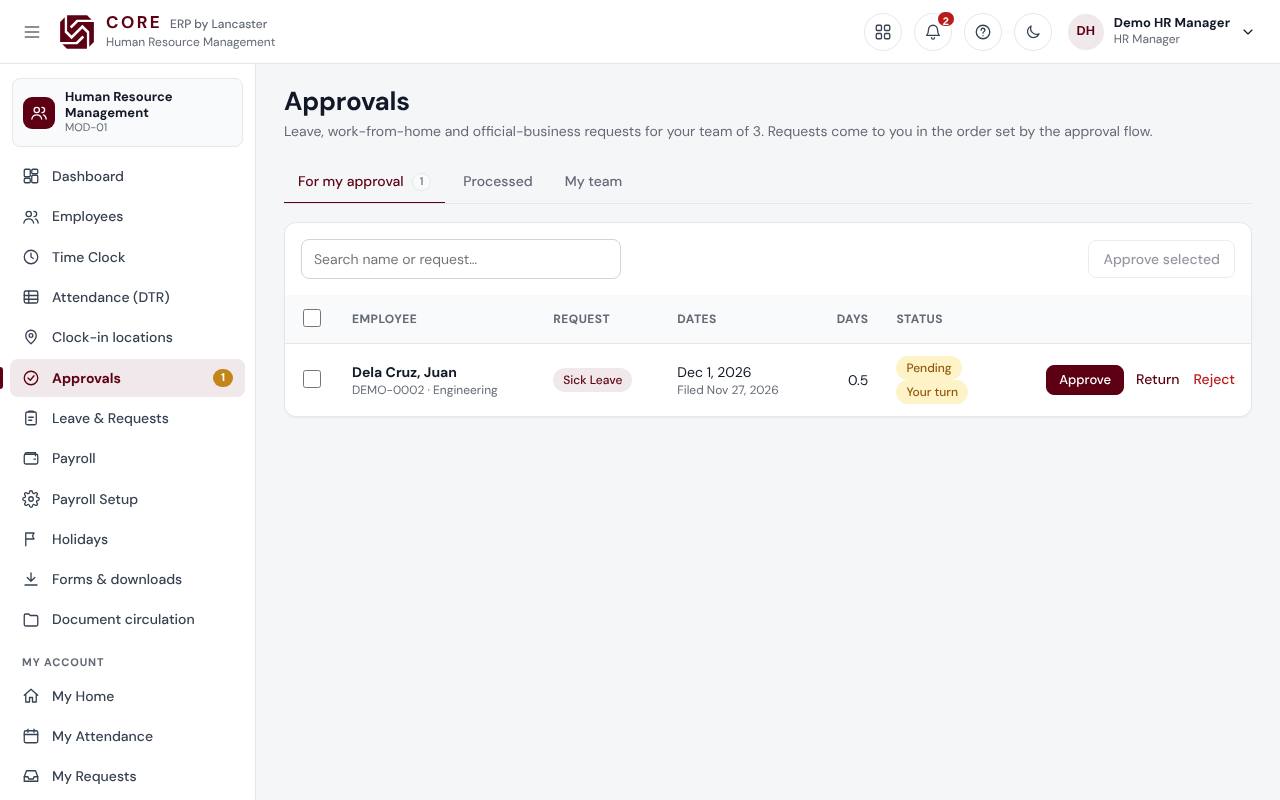 CORE ERP by Lancaster
Human Resource Management
2
DH
Demo HR Manager
HR Manager
Human Resource
Management
MOD-01
Dashboard
Employees
Time Clock
Attendance (DTR)
Clock-in locations
Approvals 1
Leave & Requests
Payroll
Payroll Setup
Holidays
Forms & downloads
Document circulation
MY ACCOUNT
My Home
My Attendance
My Requests
Approvals
Leave, work-from-home and official-business requests for your team of 3. Requests come to you in the order set by the approval flow.
For my approval 1 Processed My team
Search name or request... Approve selected
EMPLOYEE REQUEST DATES DAYS STATUS
Dela Cruz, Juan
DEMO-0002 · Engineering
Sick Leave
Dec 1, 2026
Filed Nov 27, 2026
0.5
Pending
Your turn
Approve Return Reject